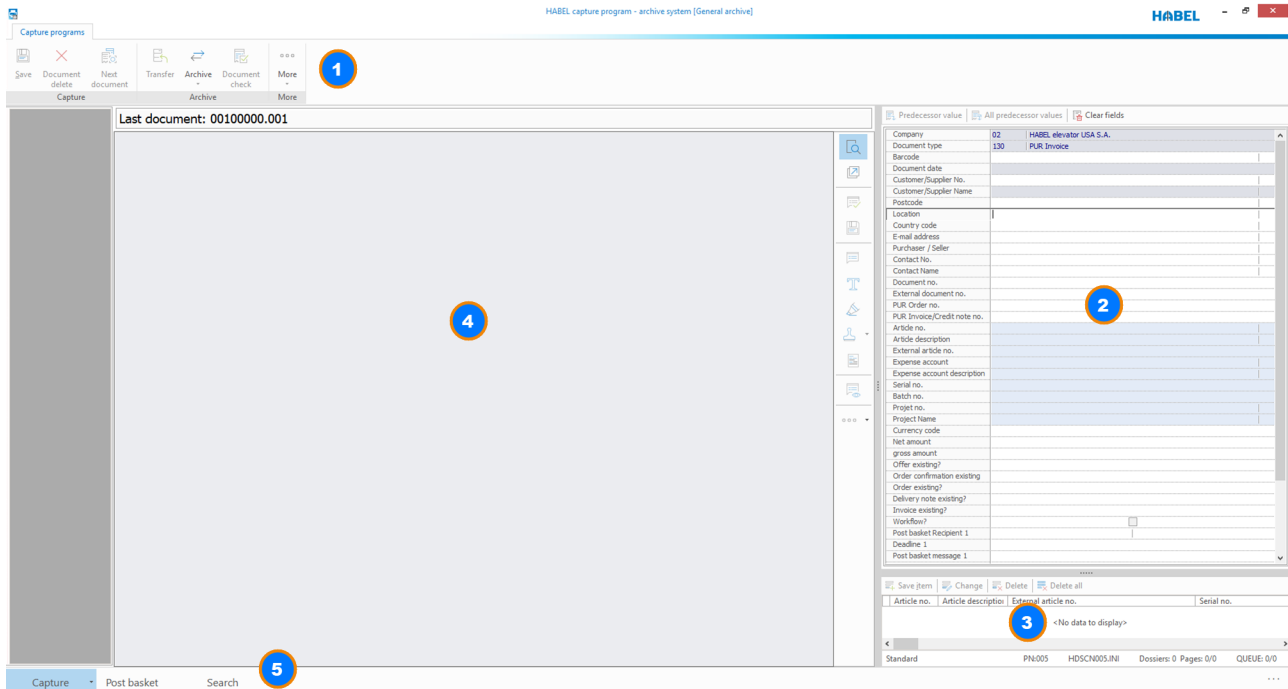 HABEL capture program - archive system [General archive]
HABEL
Capture programs
Save
Document delete
Next document
Transfer
Archive
Document check
More
Capture
Archive
More
1
Last document: 00100000.001
Predecessor value
All predecessor values
Clear fields
Company 02 HABEL elevator USA S.A.
Document type 130 PUR Invoice
Barcode
Document date
Customer/Supplier No.
Customer/Supplier Name
Postcode
Location
Country code
E-mail address
Purchaser / Seller
Contact No.
Contact Name
Document no.
External document no.
PUR Order no.
PUR Invoice/Credit note no.
Article no.
Article description
External article no.
Expense account
Expense account description
Serial no.
Batch no.
Projet no.
Project Name
Currency code
Net amount
gross amount
Offer existing?
Order confirmation existing
Order existing?
Delivery note existing?
Invoice existing?
Workflow?
Post basket Recipient 1
Deadline 1
Post basket message 1
2
4
Save item
Change
Delete
Delete all
Article no.
Article descriptio
External article no.
Serial no.
3
<No data to display>
Standard
PN:005
HDSCN005.INI
Dossiers: 0 Pages: 0/0
QUEUE: 0/0
5
Capture
Post basket
Search